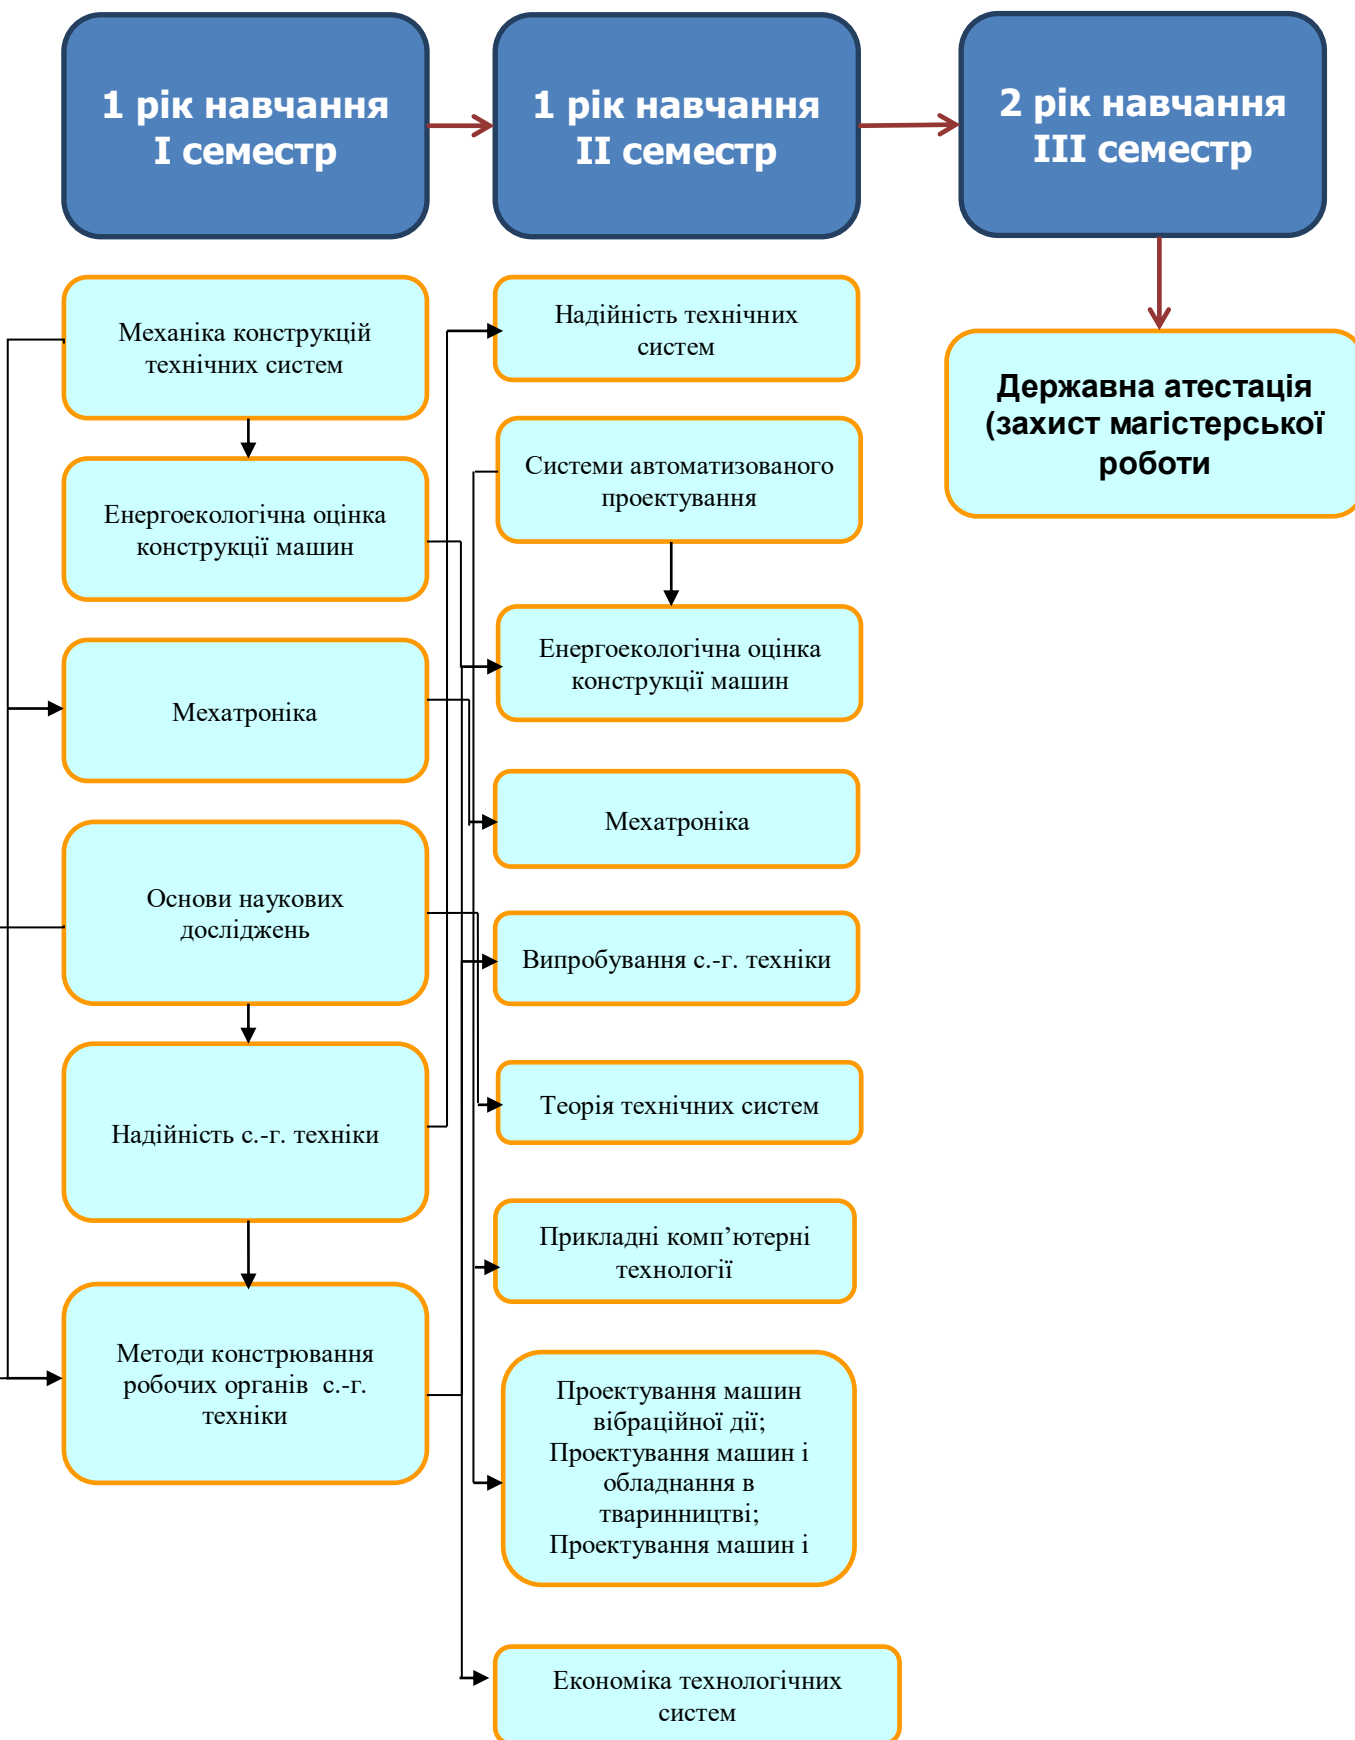 1 рік навчання
І семестр
1 рік навчання
ІІ семестр
2 рік навчання
ІІІ семестр
Механіка конструкцій
технічних систем
Енергоекологічна оцінка
конструкції машин
Мехатроніка
Основи наукових
досліджень
Надійність с.-г. техніки
Методи констрювання
робочих органів с.-г.
техніки
Надійність технічних
систем
Системи автоматизованого
проектування
Енергоекологічна оцінка
конструкції машин
Мехатроніка
Випробування с.-г. техніки
Теорія технічних систем
Прикладні комп’ютерні
технології
Проектування машин
вібраційної дії;
Проектування машин і
обладнання в
тваринництві;
Проектування машин і
Економіка технологічних
систем
Державна атестація
(захист магістерської
роботи